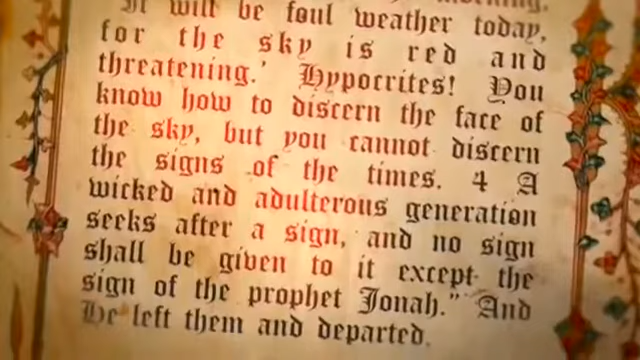 It will be foul weather today,
for the sky is red and
threatening.' Hypocrites! You
know how to discern the face of
the sky, but you cannot discern
the signs of the times. 4 A
wicked and adulterous generation
seeks after a sign, and no sign
shall be given to it except the
sign of the prophet Jonah." And
He left them and departed.